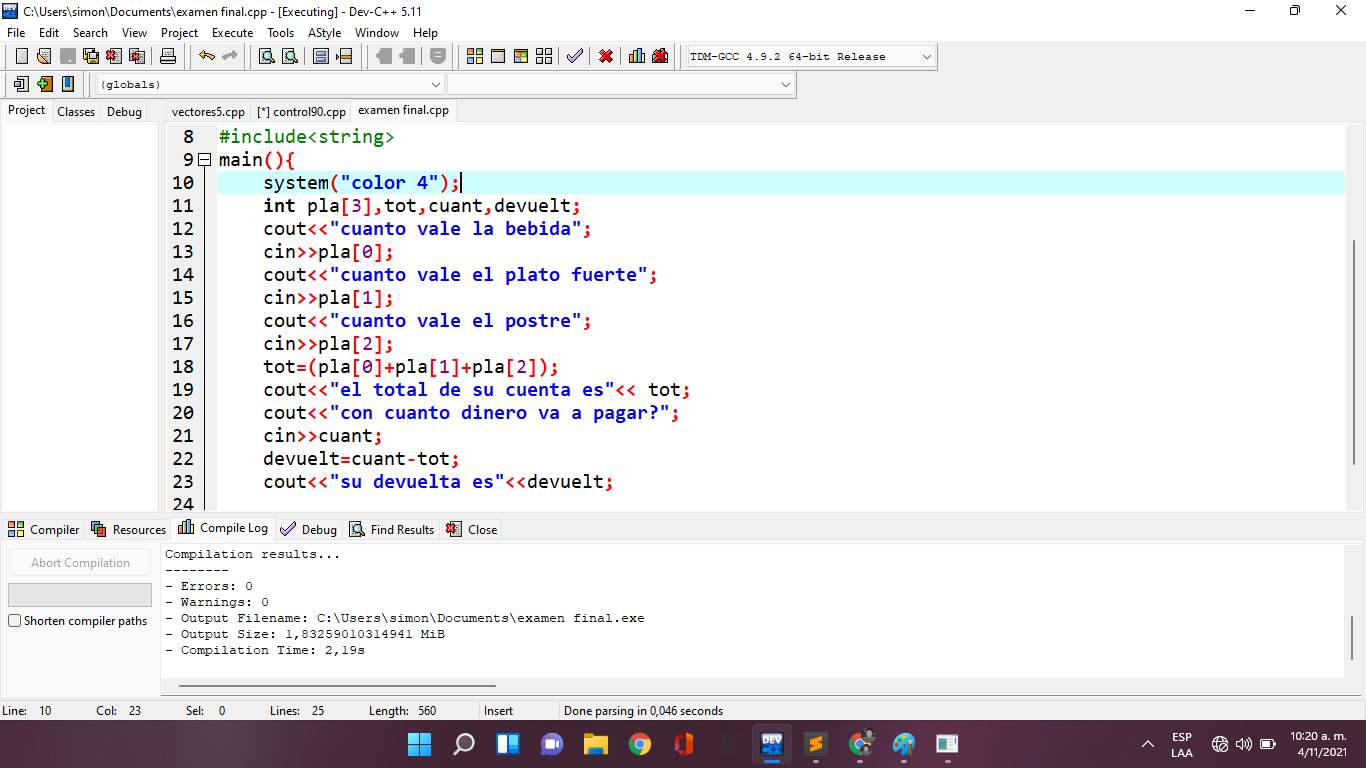 C:\Users\simon\Documents\examen final.cpp - [Executing] - Dev-C++ 5.11
File Edit Search View Project Execute Tools AStyle Window Help
TDM-GCC 4.9.2 64-bit Release
(globals)
Project Classes Debug vectores5.cpp [*] control90.cpp examen final.cpp
8 #include<string>
9 main(){
10 system("color 4");
11 int pla[3],tot,cuant,devuelt;
12 cout<<"cuanto vale la bebida";
13 cin>>pla[0];
14 cout<<"cuanto vale el plato fuerte";
15 cin>>pla[1];
16 cout<<"cuanto vale el postre";
17 cin>>pla[2];
18 tot=(pla[0]+pla[1]+pla[2]);
19 cout<<"el total de su cuenta es"<< tot;
20 cout<<"con cuanto dinero va a pagar?";
21 cin>>cuant;
22 devuelt=cuant-tot;
23 cout<<"su devuelta es"<<devuelt;
24
Compiler Resources Compile Log Debug Find Results Close
Abort Compilation
Shorten compiler paths
Compilation results...
--------
- Errors: 0
- Warnings: 0
- Output Filename: C:\Users\simon\Documents\examen final.exe
- Output Size: 1,83259010314941 MiB
- Compilation Time: 2,19s
Line: 10 Col: 23 Sel: 0 Lines: 25 Length: 560 Insert Done parsing in 0,046 seconds
DEV
ESP
LAA
10:20 a. m.
4/11/2021